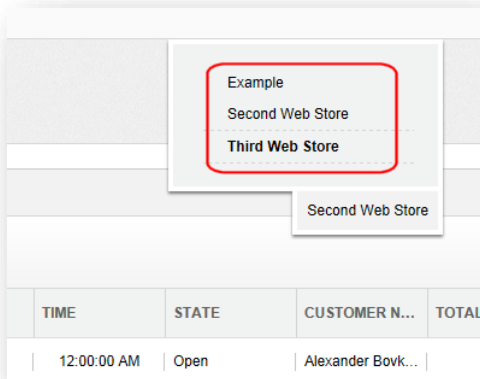 Example
Second Web Store
Third Web Store
Second Web Store
TIME STATE CUSTOMER N... TOTAL
12:00:00 AM Open Alexander Bovk...